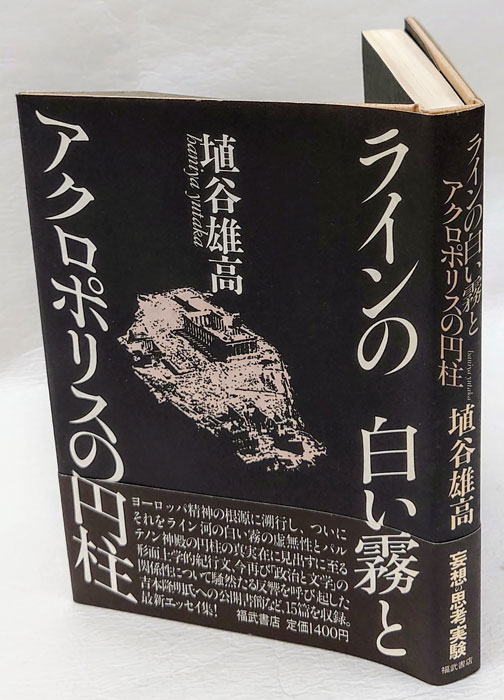 ラインの 白い霧と
アクロポリスの円柱
埴谷雄高
haniya yutaka
ヨーロッパ精神の根源に溯行し、ついに
それをライン河の白い霧の虚無性とパル
テノン神殿の円柱の真実在に見出すに至る
形而上学的紀行文、今再び「政治と文学」の
関係性について騒然たる反響を呼び起した
吉本隆明氏への公開書簡など、15篇を収録。
最新エッセイ集!
福武書店 定価1400円
ラインの白い霧と
アクロポリスの円柱
haniya yutaka
埴谷雄高
妄想の思考実験
福武書店